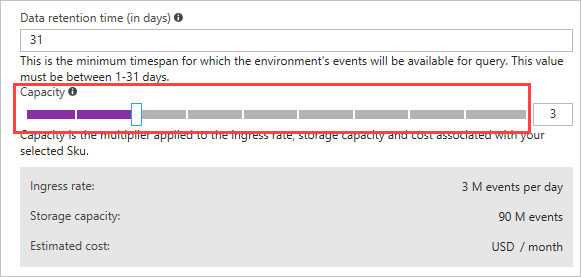 Data retention time (in days)
31
This is the minimum timespan for which the environment's events will be available for query. This value
must be between 1-31 days.
Capacity
3
Capacity is the multiplier applied to the ingress rate, storage capacity and cost associated with your
selected Sku.
Ingress rate: 3 M events per day
Storage capacity: 90 M events
Estimated cost: USD / month